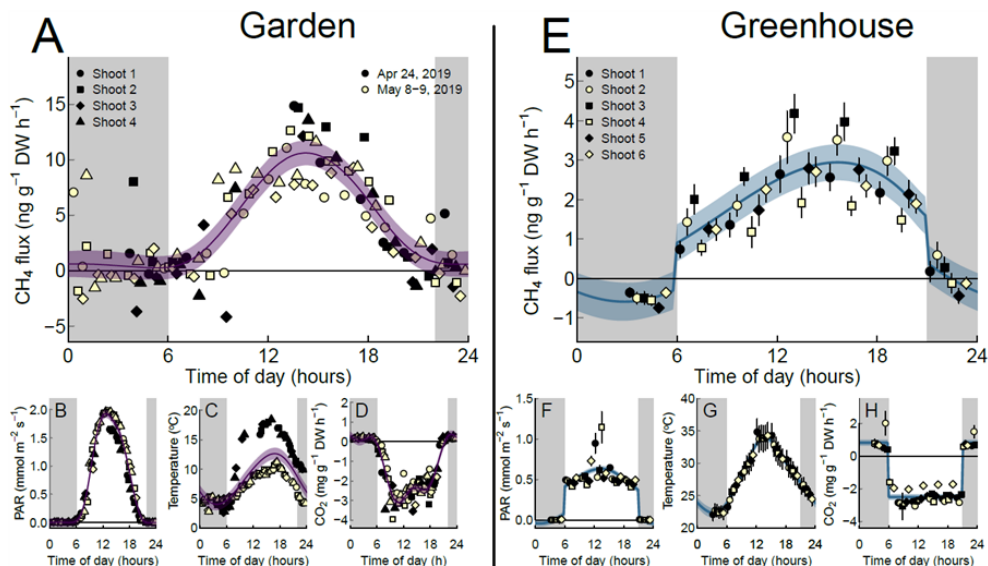 Garden
Greenhouse
A
CH₄ flux (ng g⁻¹ DW h⁻¹)
15
10
5
0
−5
Shoot 1
Shoot 2
Shoot 3
Shoot 4
Apr 24, 2019
May 8−9, 2019
0 6 12 18 24
Time of day (hours)
B
PAR (mmol m⁻² s⁻¹)
2.0
1.5
1.0
0.5
0.0
0 6 12 18 24
Time of day (hours)
C
Temperature (°C)
20
15
10
5
0
0 6 12 18 24
Time of day (hours)
D
CO₂ (mg g⁻¹ DW h⁻¹)
2
1
0
−1
−2
−3
−4
0 6 12 18 24
Time of day (h)
E
CH₄ flux (ng g⁻¹ DW h⁻¹)
5
4
3
2
1
0
−1
Shoot 1
Shoot 2
Shoot 3
Shoot 4
Shoot 5
Shoot 6
0 6 12 18 24
Time of day (hours)
F
PAR (mmol m⁻² s⁻¹)
1.5
1.0
0.5
0.0
0 6 12 18 24
Time of day (hours)
G
Temperature (°C)
40
35
30
25
20
0 6 12 18 24
Time of day (hours)
H
CO₂ (mg g⁻¹ DW h⁻¹)
2
0
−2
−4
0 6 12 18 24
Time of day (hours)